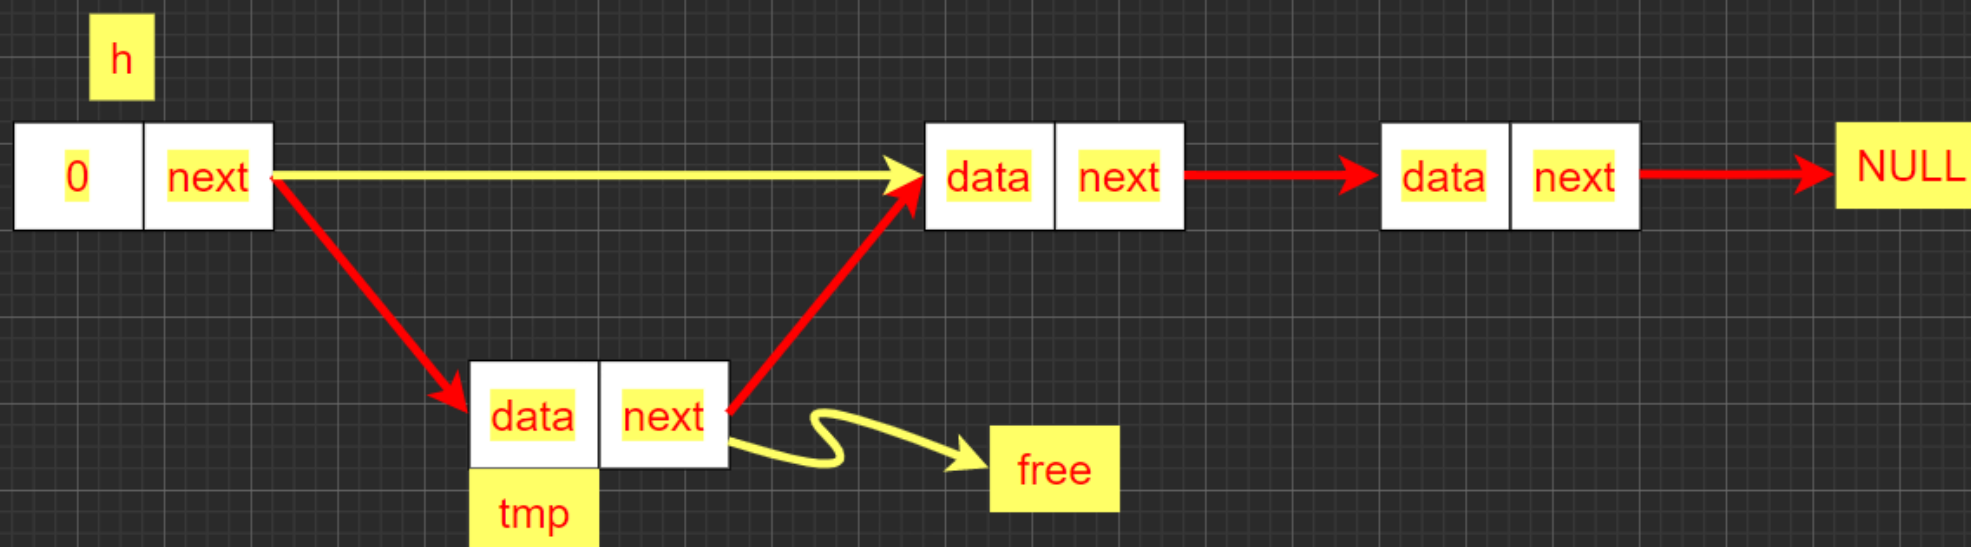 h
0 next
data next
data next
NULL
data next
free
tmp